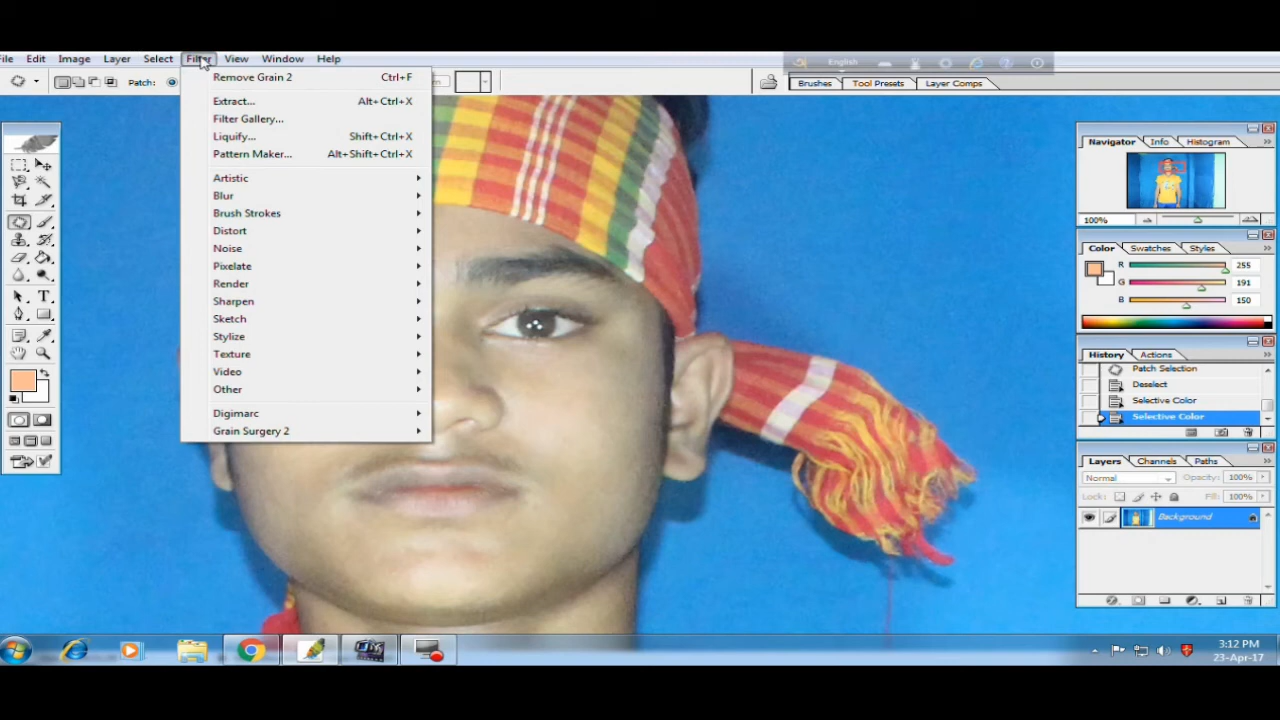 File Edit Image Layer Select Filter View Window Help
English
Patch:
Brushes Tool Presets Layer Comps
Remove Grain 2 Ctrl+F
Extract... Alt+Ctrl+X
Filter Gallery...
Liquify... Shift+Ctrl+X
Pattern Maker... Alt+Shift+Ctrl+X
Artistic
Blur
Brush Strokes
Distort
Noise
Pixelate
Render
Sharpen
Sketch
Stylize
Texture
Video
Other
Digimarc
Grain Surgery 2
Navigator Info Histogram
100%
Color Swatches Styles
R 255
G 191
B 150
History Actions
Patch Selection
Deselect
Selective Color
Selective Color
Layers Channels Paths
Normal Opacity: 100%
Lock: Fill: 100%
Background
3:12 PM
23-Apr-17